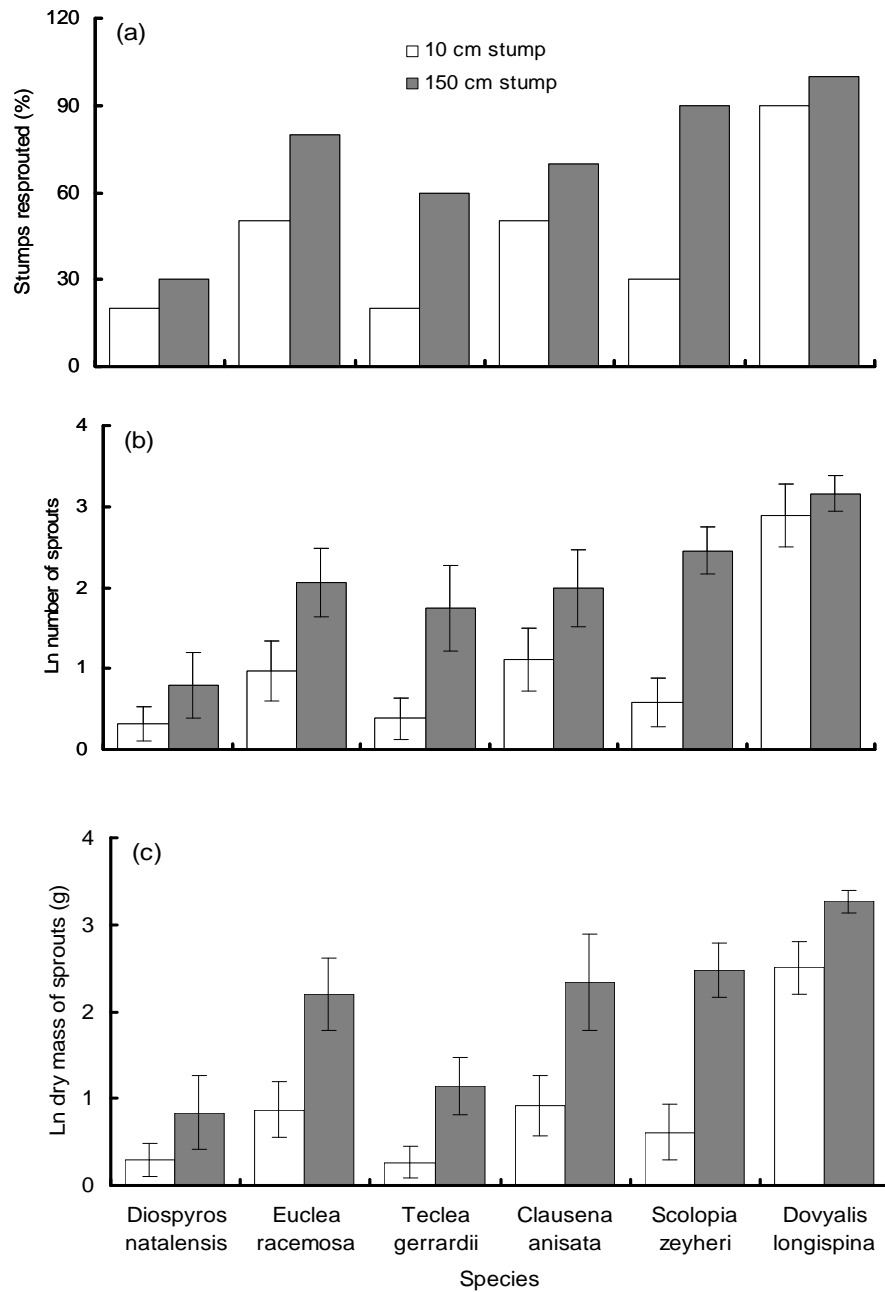 (a)
10 cm stump
150 cm stump
120
90
60
30
0
Stumps resprouted (%)
(b)
4
3
2
1
0
Ln number of sprouts
(c)
4
3
2
1
0
Ln dry mass of sprouts (g)
Diospyros natalensis
Euclea racemosa
Teclea gerrardii
Clausena anisata
Scolopia zeyheri
Dovyalis longispina
Species